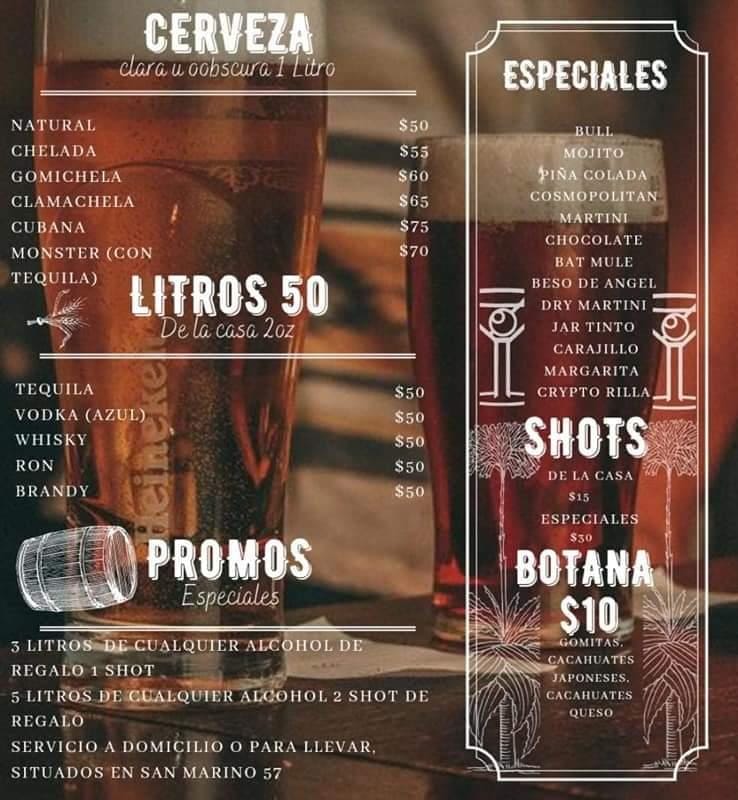 CERVEZA
clara u oobscura 1 Litro
NATURAL $50
CHELADA $55
GOMICHELA $60
CLAMACHELA $65
CUBANA $75
MONSTER (CON $70
TEQUILA)
LITROS 50
De la casa 2oz
TEQUILA $50
VODKA (AZUL) $50
WHISKY $50
RON $50
BRANDY $50
PROMOS
Especiales
3 LITROS DE CUALQUIER ALCOHOL DE
REGALO 1 SHOT
5 LITROS DE CUALQUIER ALCOHOL 2 SHOT DE
REGALO
SERVICIO A DOMICILIO O PARA LLEVAR,
SITUADOS EN SAN MARINO 57
ESPECIALES
BULL
MOJITO
PIÑA COLADA
COSMOPOLITAN
MARTINI
CHOCOLATE
BAT MULE
BESO DE ANGEL
DRY MARTINI
JAR TINTO
CARAJILLO
MARGARITA
CRYPTO RILLA
SHOTS
DE LA CASA
$15
ESPECIALES
$30
BOTANA
$10
GOMITAS,
CACAHUATES
JAPONESES,
CACAHUATES
QUESO
Heineken